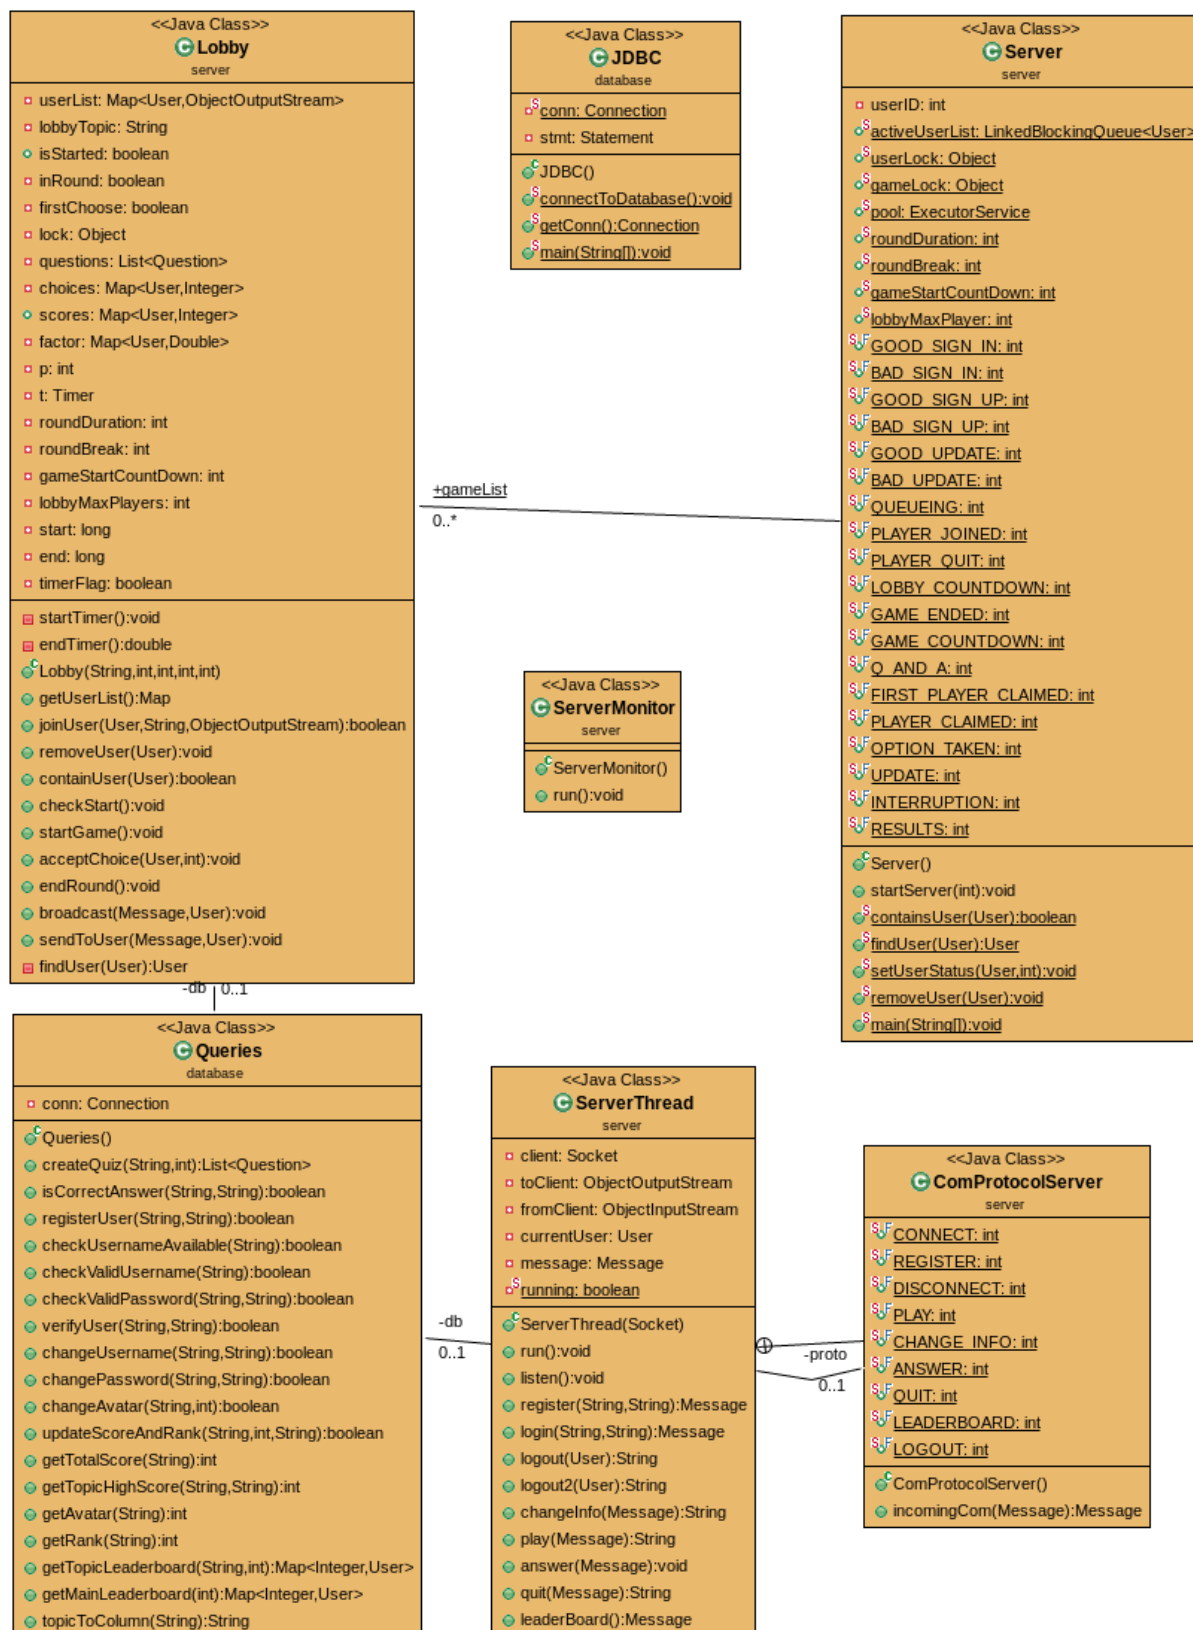 <<Java Class>>
Lobby
server
userList: Map<User,ObjectOutputStream>
lobbyTopic: String
isStarted: boolean
inRound: boolean
firstChoose: boolean
lock: Object
questions: List<Question>
choices: Map<User,Integer>
scores: Map<User,Integer>
factor: Map<User,Double>
p: int
t: Timer
roundDuration: int
roundBreak: int
gameStartCountDown: int
lobbyMaxPlayers: int
start: long
end: long
timerFlag: boolean
startTimer():void
endTimer():double
Lobby(String,int,int,int,int)
getUserList():Map
joinUser(User,String,ObjectOutputStream):boolean
removeUser(User):void
containUser(User):boolean
checkStart():void
startGame():void
acceptChoice(User,int):void
endRound():void
broadcast(Message,User):void
sendToUser(Message,User):void
findUser(User):User
<<Java Class>>
JDBC
database
conn: Connection
stmt: Statement
JDBC()
connectToDatabase():void
getConn():Connection
main(String[]):void
<<Java Class>>
Server
server
userID: int
activeUserList: LinkedBlockingQueue<User>
userLock: Object
gameLock: Object
pool: ExecutorService
roundDuration: int
roundBreak: int
gameStartCountDown: int
lobbyMaxPlayer: int
GOOD_SIGN_IN: int
BAD_SIGN_IN: int
GOOD_SIGN_UP: int
BAD_SIGN_UP: int
GOOD_UPDATE: int
BAD_UPDATE: int
QUEUEING: int
PLAYER_JOINED: int
PLAYER_QUIT: int
LOBBY_COUNTDOWN: int
GAME_ENDED: int
GAME_COUNTDOWN: int
Q_AND_A: int
FIRST_PLAYER_CLAIMED: int
PLAYER_CLAIMED: int
OPTION_TAKEN: int
UPDATE: int
INTERRUPTION: int
RESULTS: int
Server()
startServer(int):void
containsUser(User):boolean
findUser(User):User
setUserStatus(User,int):void
removeUser(User):void
main(String[]):void
+gameList
0..*
<<Java Class>>
ServerMonitor
server
ServerMonitor()
run():void
-db 0..1
<<Java Class>>
Queries
database
conn: Connection
Queries()
createQuiz(String,int):List<Question>
isCorrectAnswer(String,String):boolean
registerUser(String,String):boolean
checkUsernameAvailable(String):boolean
checkValidUsername(String):boolean
checkValidPassword(String,String):boolean
verifyUser(String,String):boolean
changeUsername(String,String):boolean
changePassword(String,String):boolean
changeAvatar(String,int):boolean
updateScoreAndRank(String,int,String):boolean
getTotalScore(String):int
getTopicHighScore(String,String):int
getAvatar(String):int
getRank(String):int
getTopicLeaderboard(String,int):Map<Integer,User>
getMainLeaderboard(int):Map<Integer,User>
topicToColumn(String):String
-db
0..1
<<Java Class>>
ServerThread
server
client: Socket
toClient: ObjectOutputStream
fromClient: ObjectInputStream
currentUser: User
message: Message
running: boolean
ServerThread(Socket)
run():void
listen():void
register(String,String):Message
login(String,String):Message
logout(User):String
logout2(User):String
changeInfo(Message):String
play(Message):String
answer(Message):void
quit(Message):String
leaderBoard():Message
-proto
0..1
<<Java Class>>
ComProtocolServer
server
CONNECT: int
REGISTER: int
DISCONNECT: int
PLAY: int
CHANGE_INFO: int
ANSWER: int
QUIT: int
LEADERBOARD: int
LOGOUT: int
ComProtocolServer()
incomingCom(Message):Message